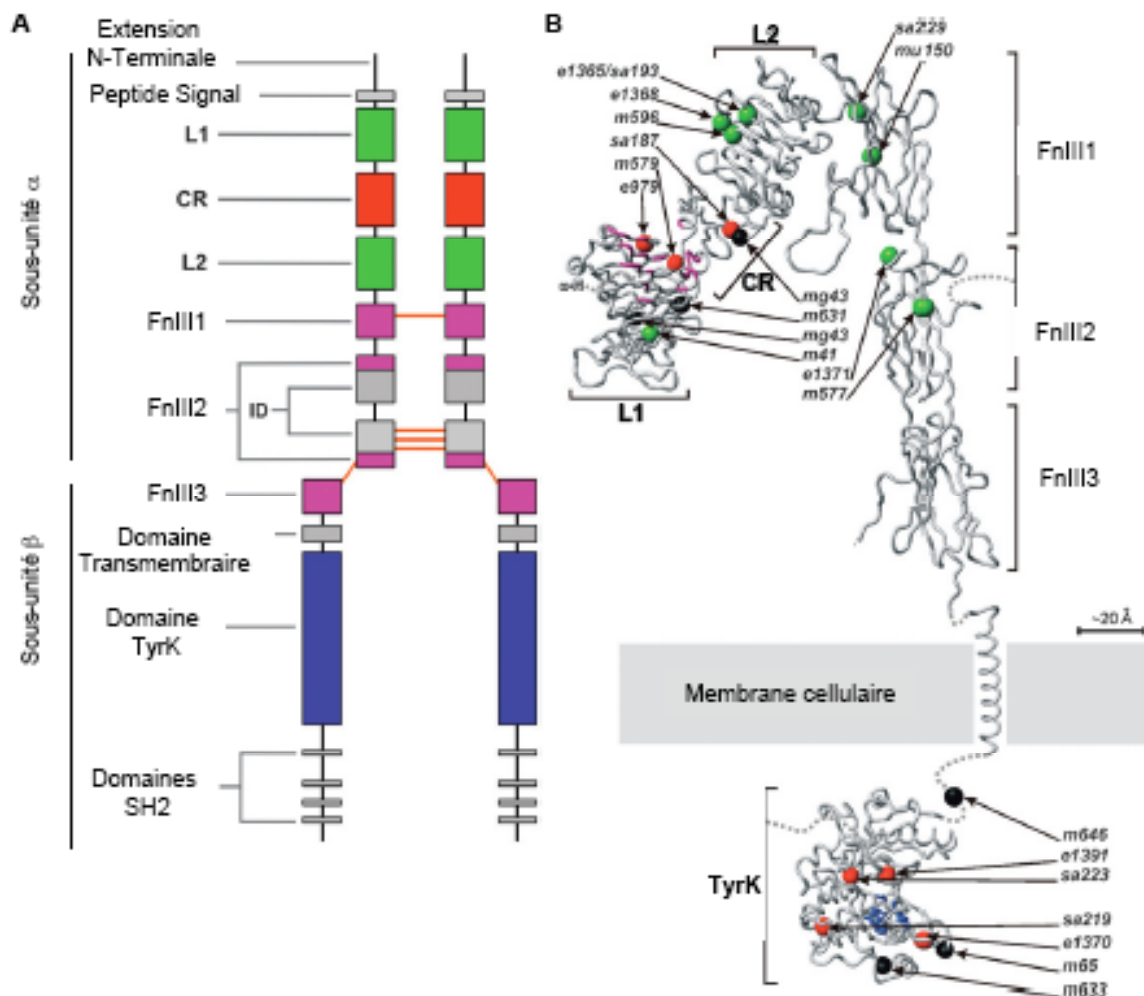 A
Extension
N-Terminale
Peptide Signal
L1
CR
L2
FnIII1
FnIII2
ID
FnIII3
Domaine
Transmembraire
Domaine
TyrK
Domaines
SH2
Sous-unité α
Sous-unité β
B
L2
sa229
mu150
e1365/sa193
e1368
m596
sa187
m579
e979
FnIII1
CR
mg43
m631
mg43
m41
e1371
m577
L1
FnIII2
FnIII3
~20 Å
Membrane cellulaire
m646
e1391
sa223
TyrK
sa219
e1370
m65
m633